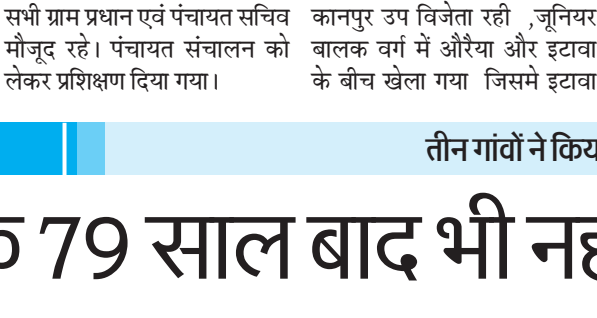 सभी ग्राम प्रधान एवं पंचायत सचिव
मौजूद रहे। पंचायत संचालन को
लेकर प्रशिक्षण दिया गया।
कानपुर उप विजेता रही ,जूनियर
बालक वर्ग में औरैया और इटावा
के बीच खेला गया जिसमे इटावा
तीन गांवों ने
79 साल बाद भी